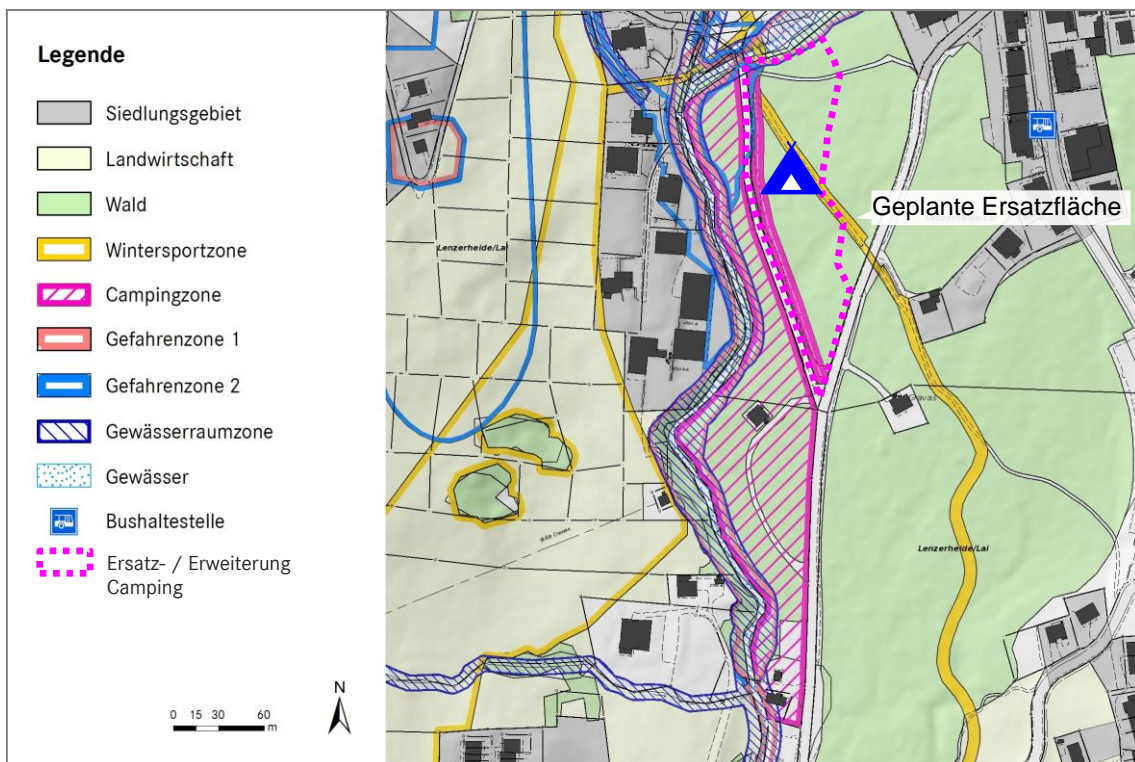 Legende
Siedlungsgebiet
Landwirtschaft
Wald
Wintersportzone
Campingzone
Gefahrenzone 1
Gefahrenzone 2
Gewässerraumzone
Gewässer
Bushaltestelle
Ersatz- / Erweiterung
Camping
0 15 30 60
m
N
Geplante Ersatzfläche
Lenzerheide/Lai
Lenzerheide/Lai